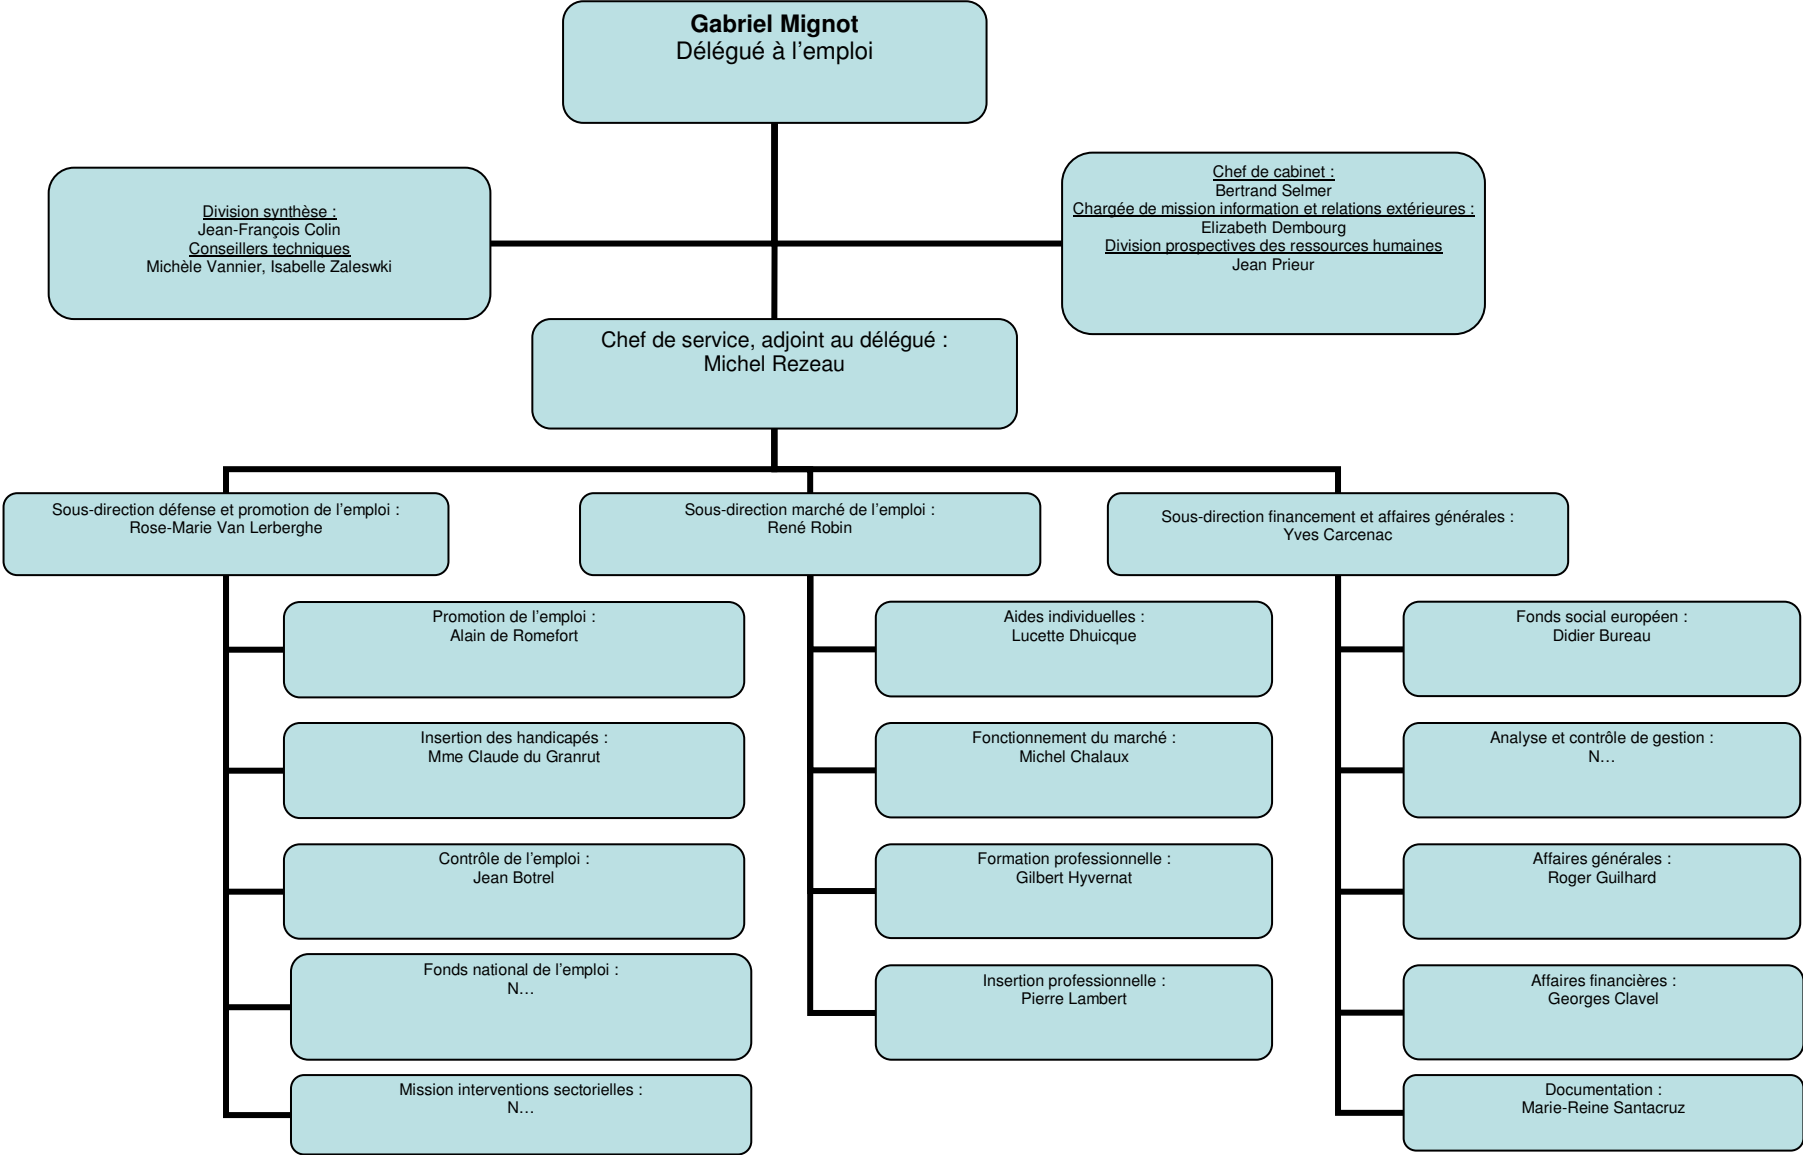 Gabriel Mignot
Délégué à l’emploi
Division synthèse :
Jean-François Colin
Conseillers techniques
Michèle Vannier, Isabelle Zaleswki
Chef de cabinet :
Bertrand Selmer
Chargée de mission information et relations extérieures :
Elizabeth Dembourg
Division prospectives des ressources humaines
Jean Prieur
Chef de service, adjoint au délégué :
Michel Rezeau
Sous-direction défense et promotion de l’emploi :
Rose-Marie Van Lerberghe
Sous-direction marché de l’emploi :
René Robin
Sous-direction financement et affaires générales :
Yves Carcenac
Promotion de l’emploi :
Alain de Romefort
Insertion des handicapés :
Mme Claude du Granrut
Contrôle de l’emploi :
Jean Botrel
Fonds national de l’emploi :
N…
Mission interventions sectorielles :
N…
Aides individuelles :
Lucette Dhuicque
Fonctionnement du marché :
Michel Chalaux
Formation professionnelle :
Gilbert Hyvernat
Insertion professionnelle :
Pierre Lambert
Fonds social européen :
Didier Bureau
Analyse et contrôle de gestion :
N…
Affaires générales :
Roger Guilhard
Affaires financières :
Georges Clavel
Documentation :
Marie-Reine Santacruz